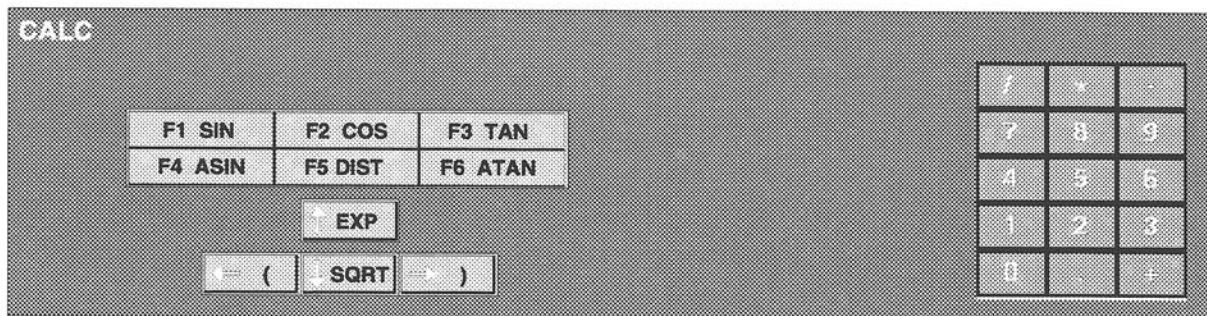 CALC
/ * -
F1 SIN F2 COS F3 TAN
7 8 9
F4 ASIN F5 DIST F6 ATAN
4 5 6
↑ EXP
1 2 3
← ( ↓ SQRT → )
0 . +